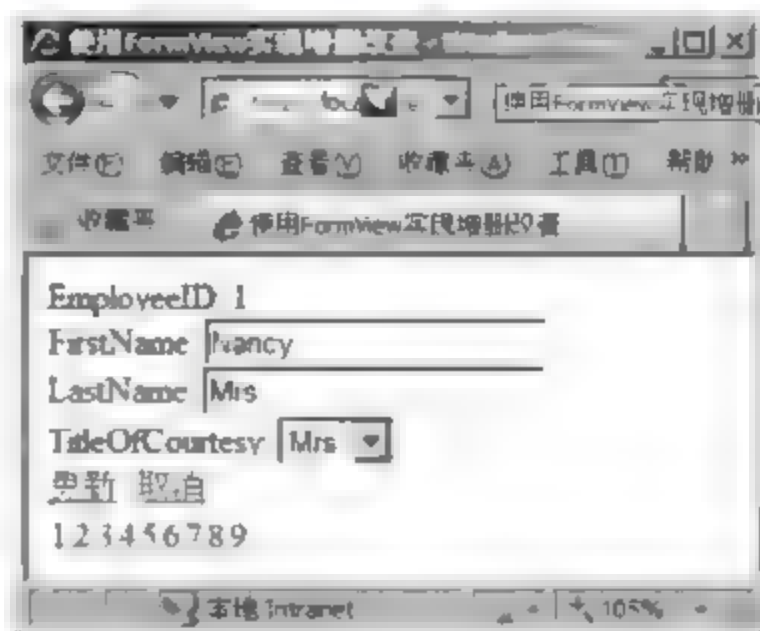 使用FormView实现增删
文件(F) 编辑(E) 查看(V) 收藏夹(A) 工具(T) 帮助 »
收藏夹 使用FormView实现增删改查
EmployeeID 1
FirstName Nancy
LastName Mrs
TitleOfCourtesy Mrs
更新 取消
1 2 3 4 5 6 7 8 9
本地 Intranet 105%